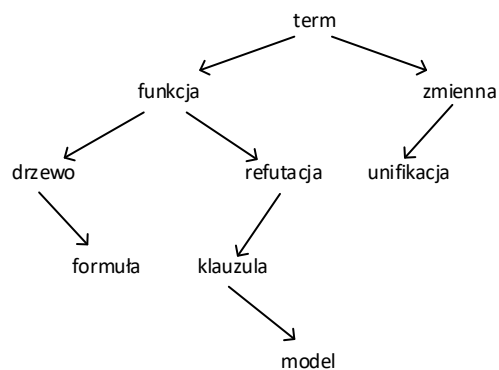 term
funkcja
zmienna
drzewo
refutacja
unifikacja
formuła
klauzula
model